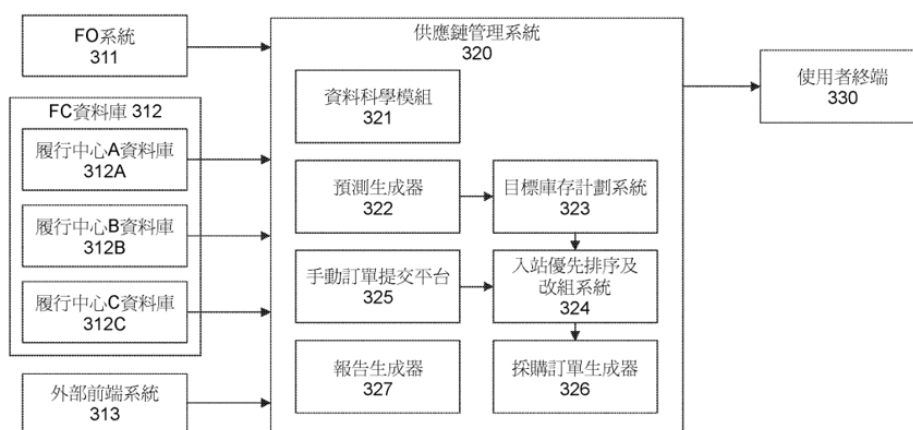 FO系統
311
FC資料庫 312
履行中心A資料庫
312A
履行中心B資料庫
312B
履行中心C資料庫
312C
外部前端系統
313
供應鏈管理系統
320
資料科學模組
321
預測生成器
322
目標庫存計劃系統
323
手動訂單提交平台
325
入站優先排序及
改組系統
324
報告生成器
327
採購訂單生成器
326
使用者終端
330